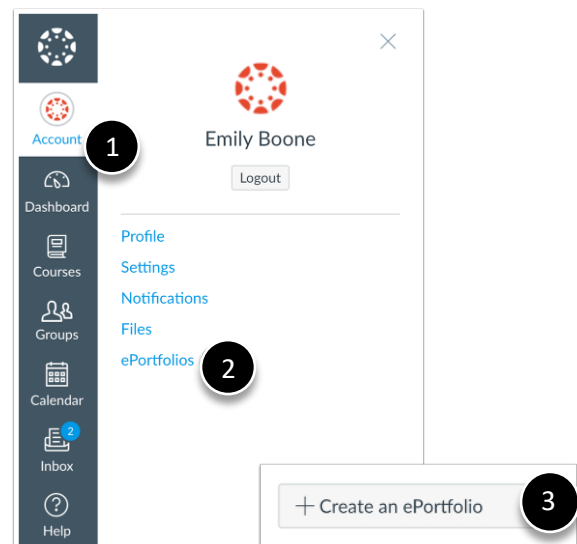 Account
1
Dashboard
Courses
Groups
Calendar
2
Inbox
Help
Emily Boone
Logout
Profile
Settings
Notifications
Files
ePortfolios
2
+ Create an ePortfolio
3